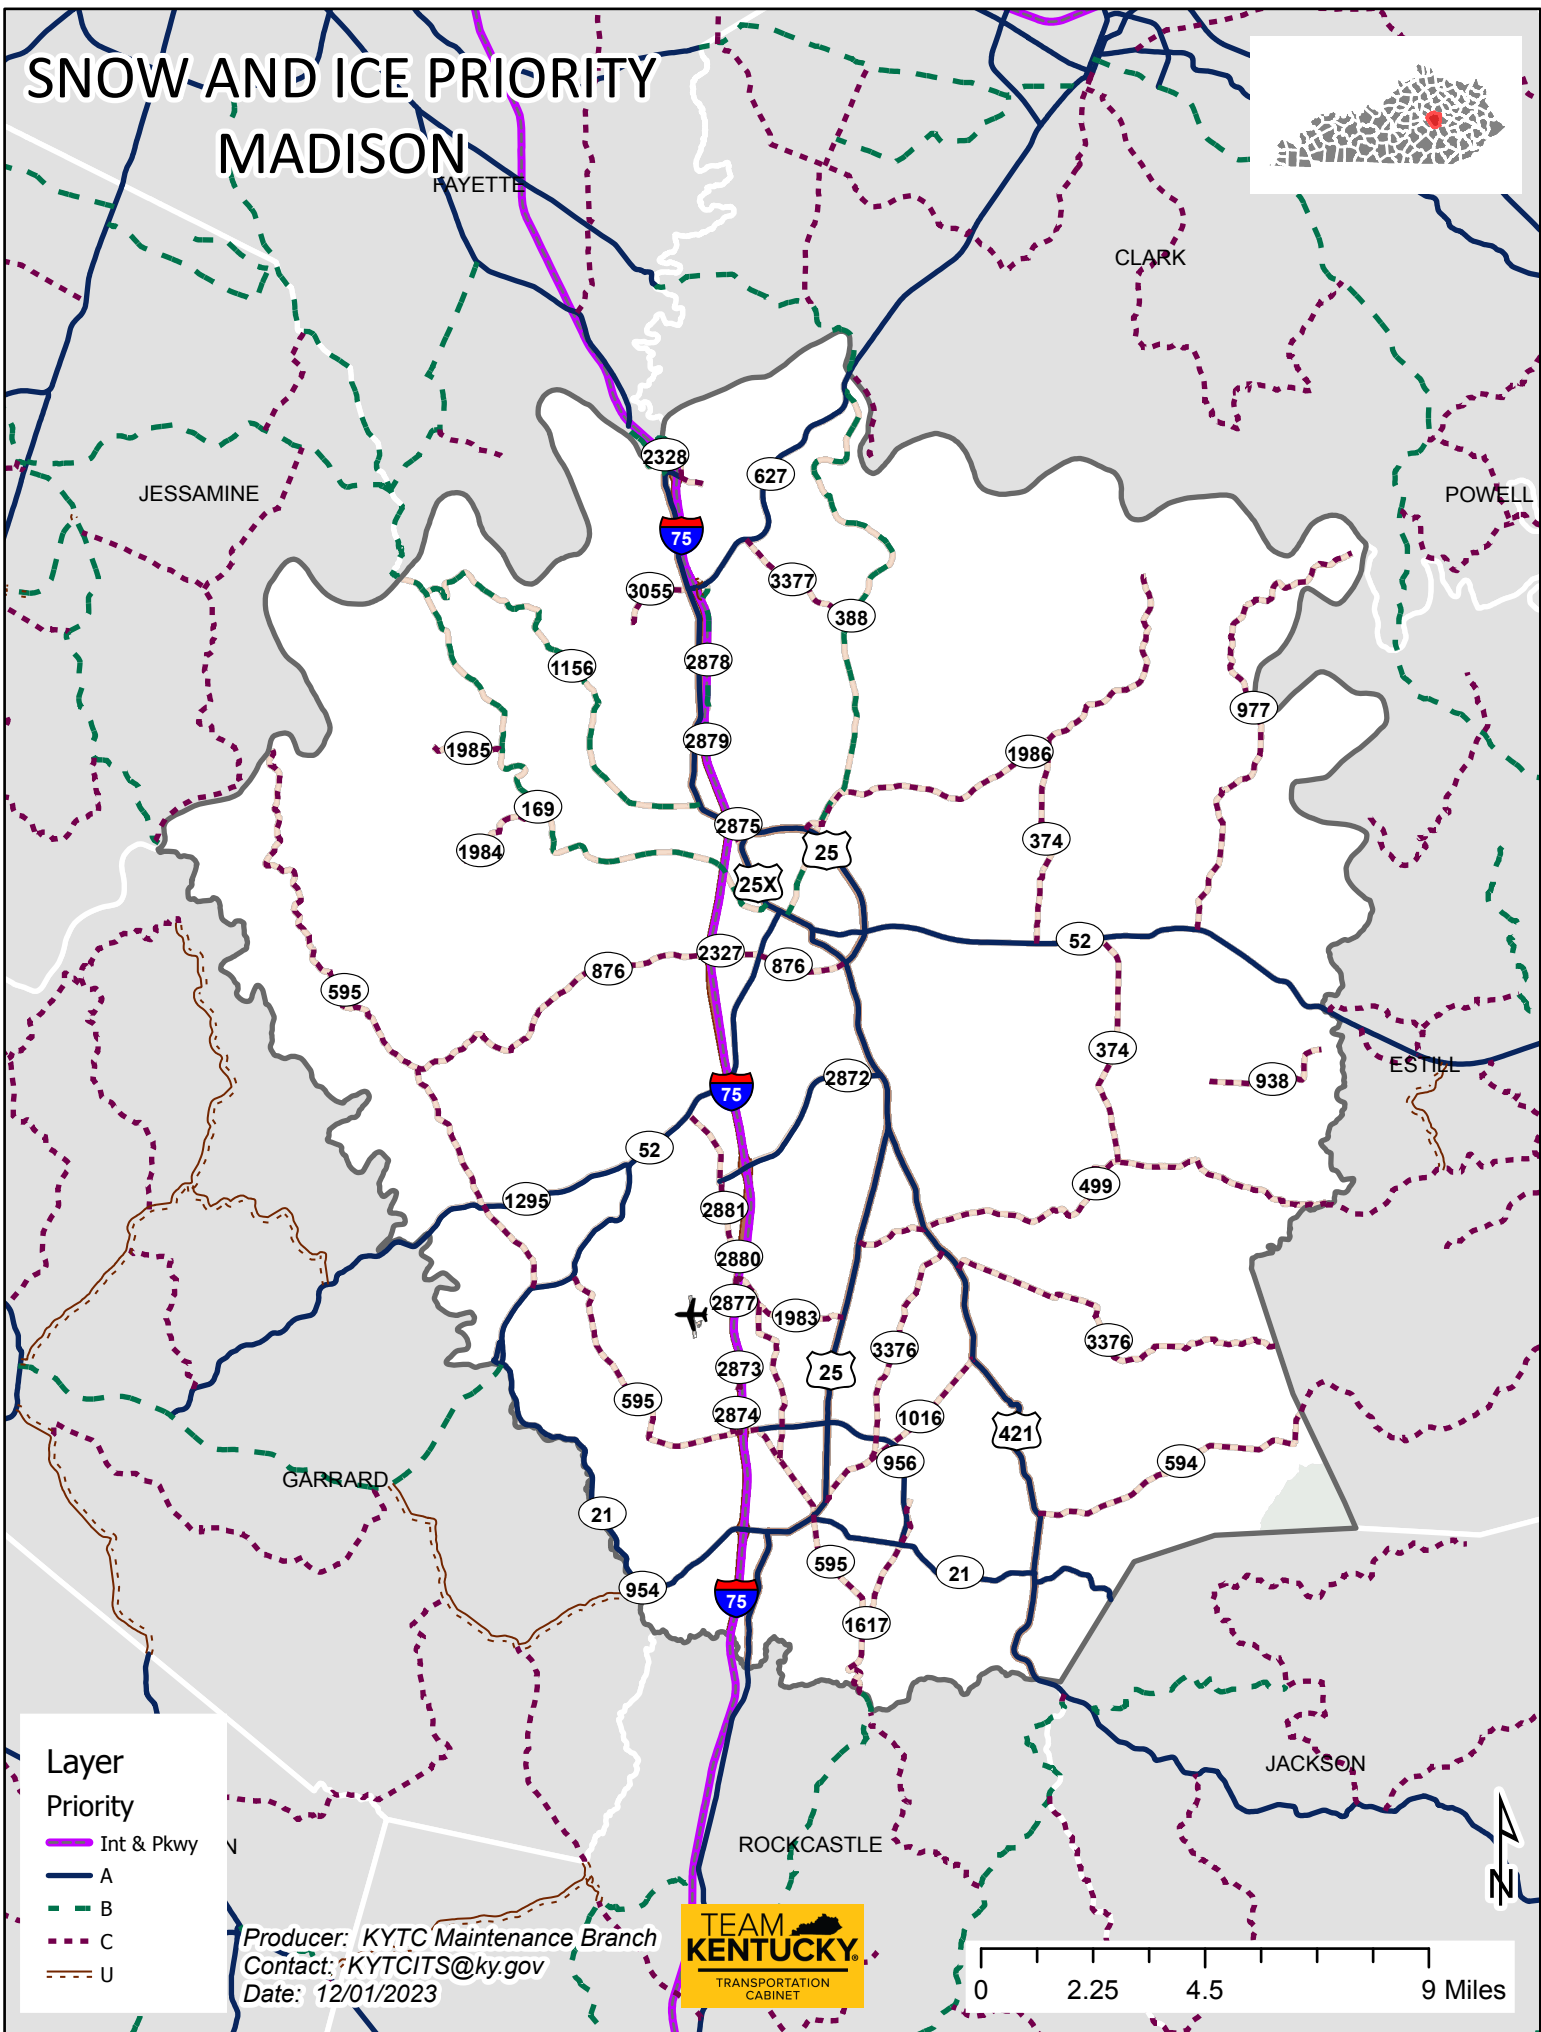 SNOW AND ICE PRIORITY
MADISON
FAYETTE
CLARK
JESSAMINE
POWELL
2328
627
75
3055
3377
388
1156
2878
977
1985
2879
1986
169
2875
374
1984
25
25X
52
876
2327
876
595
374
2872
938
ESTILL
75
52
499
1295
2881
2880
2877
1983
3376
3376
2873
25
595
2874
1016
421
956
594
GARRARD
21
595
21
954
75
1617
JACKSON
ROCKCASTLE
N
Layer
Priority
Int & Pkwy
A
B
C
U
Producer: KYTC Maintenance Branch
Contact: KYTCITS@ky.gov
Date: 12/01/2023
TEAM
KENTUCKY®
TRANSPORTATION
CABINET
N
0 2.25 4.5 9 Miles